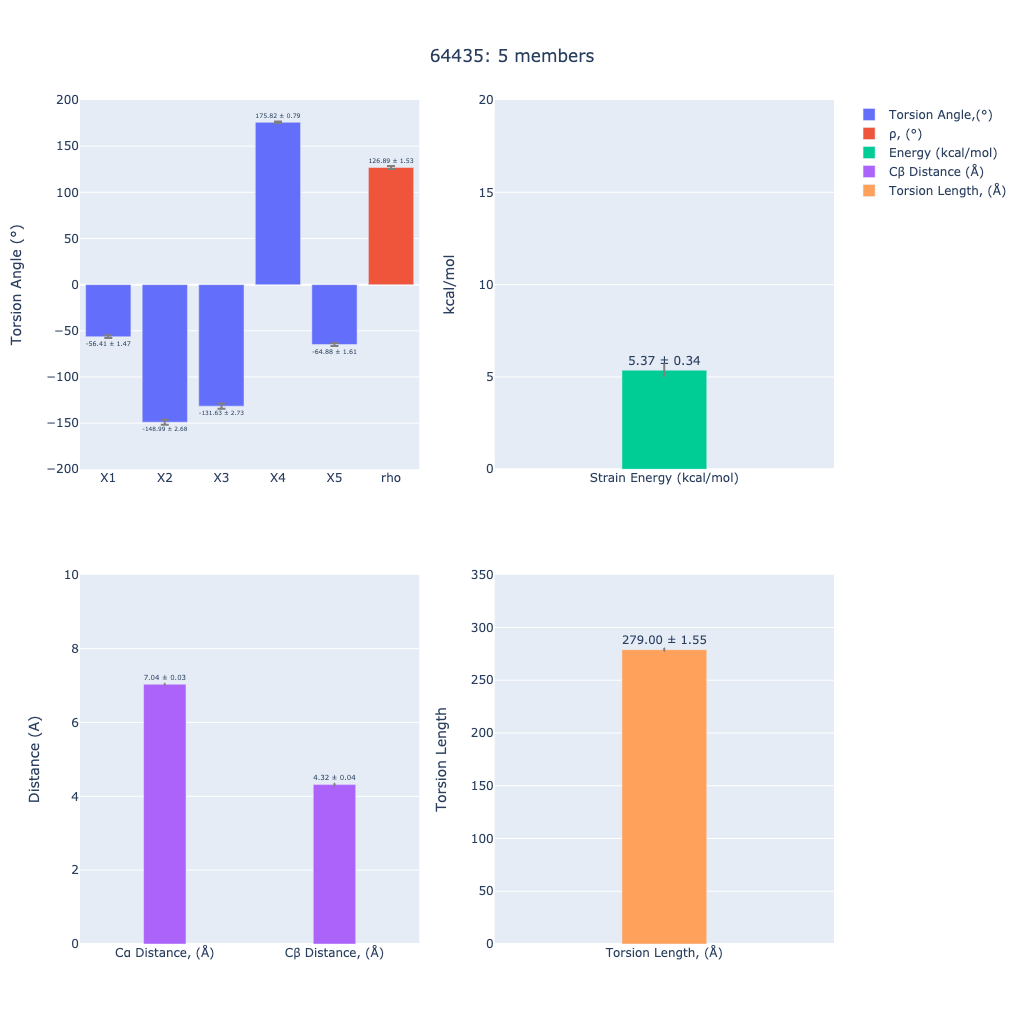 64435: 5 members
Torsion Angle (°)
200
150
100
50
0
−50
−100
−150
−200
-56.41 ± 1.47
-148.99 ± 2.68
-131.63 ± 2.73
175.82 ± 0.79
-64.88 ± 1.61
126.89 ± 1.53
X1 X2 X3 X4 X5 rho
kcal/mol
20
15
10
5
0
5.37 ± 0.34
Strain Energy (kcal/mol)
Torsion Angle,(°)
ρ, (°)
Energy (kcal/mol)
Cβ Distance (Å)
Torsion Length, (Å)
Distance (A)
10
8
6
4
2
0
7.04 ± 0.03
4.32 ± 0.04
Cα Distance, (Å) Cβ Distance, (Å)
Torsion Length
350
300
250
200
150
100
50
0
279.00 ± 1.55
Torsion Length, (Å)